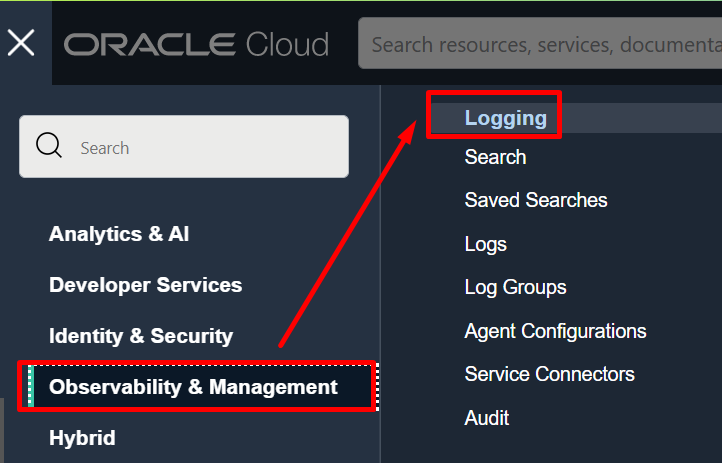 ORACLE Cloud
Search resources, services, documenta
Search
Analytics & AI
Developer Services
Identity & Security
Observability & Management
Hybrid
Logging
Search
Saved Searches
Logs
Log Groups
Agent Configurations
Service Connectors
Audit